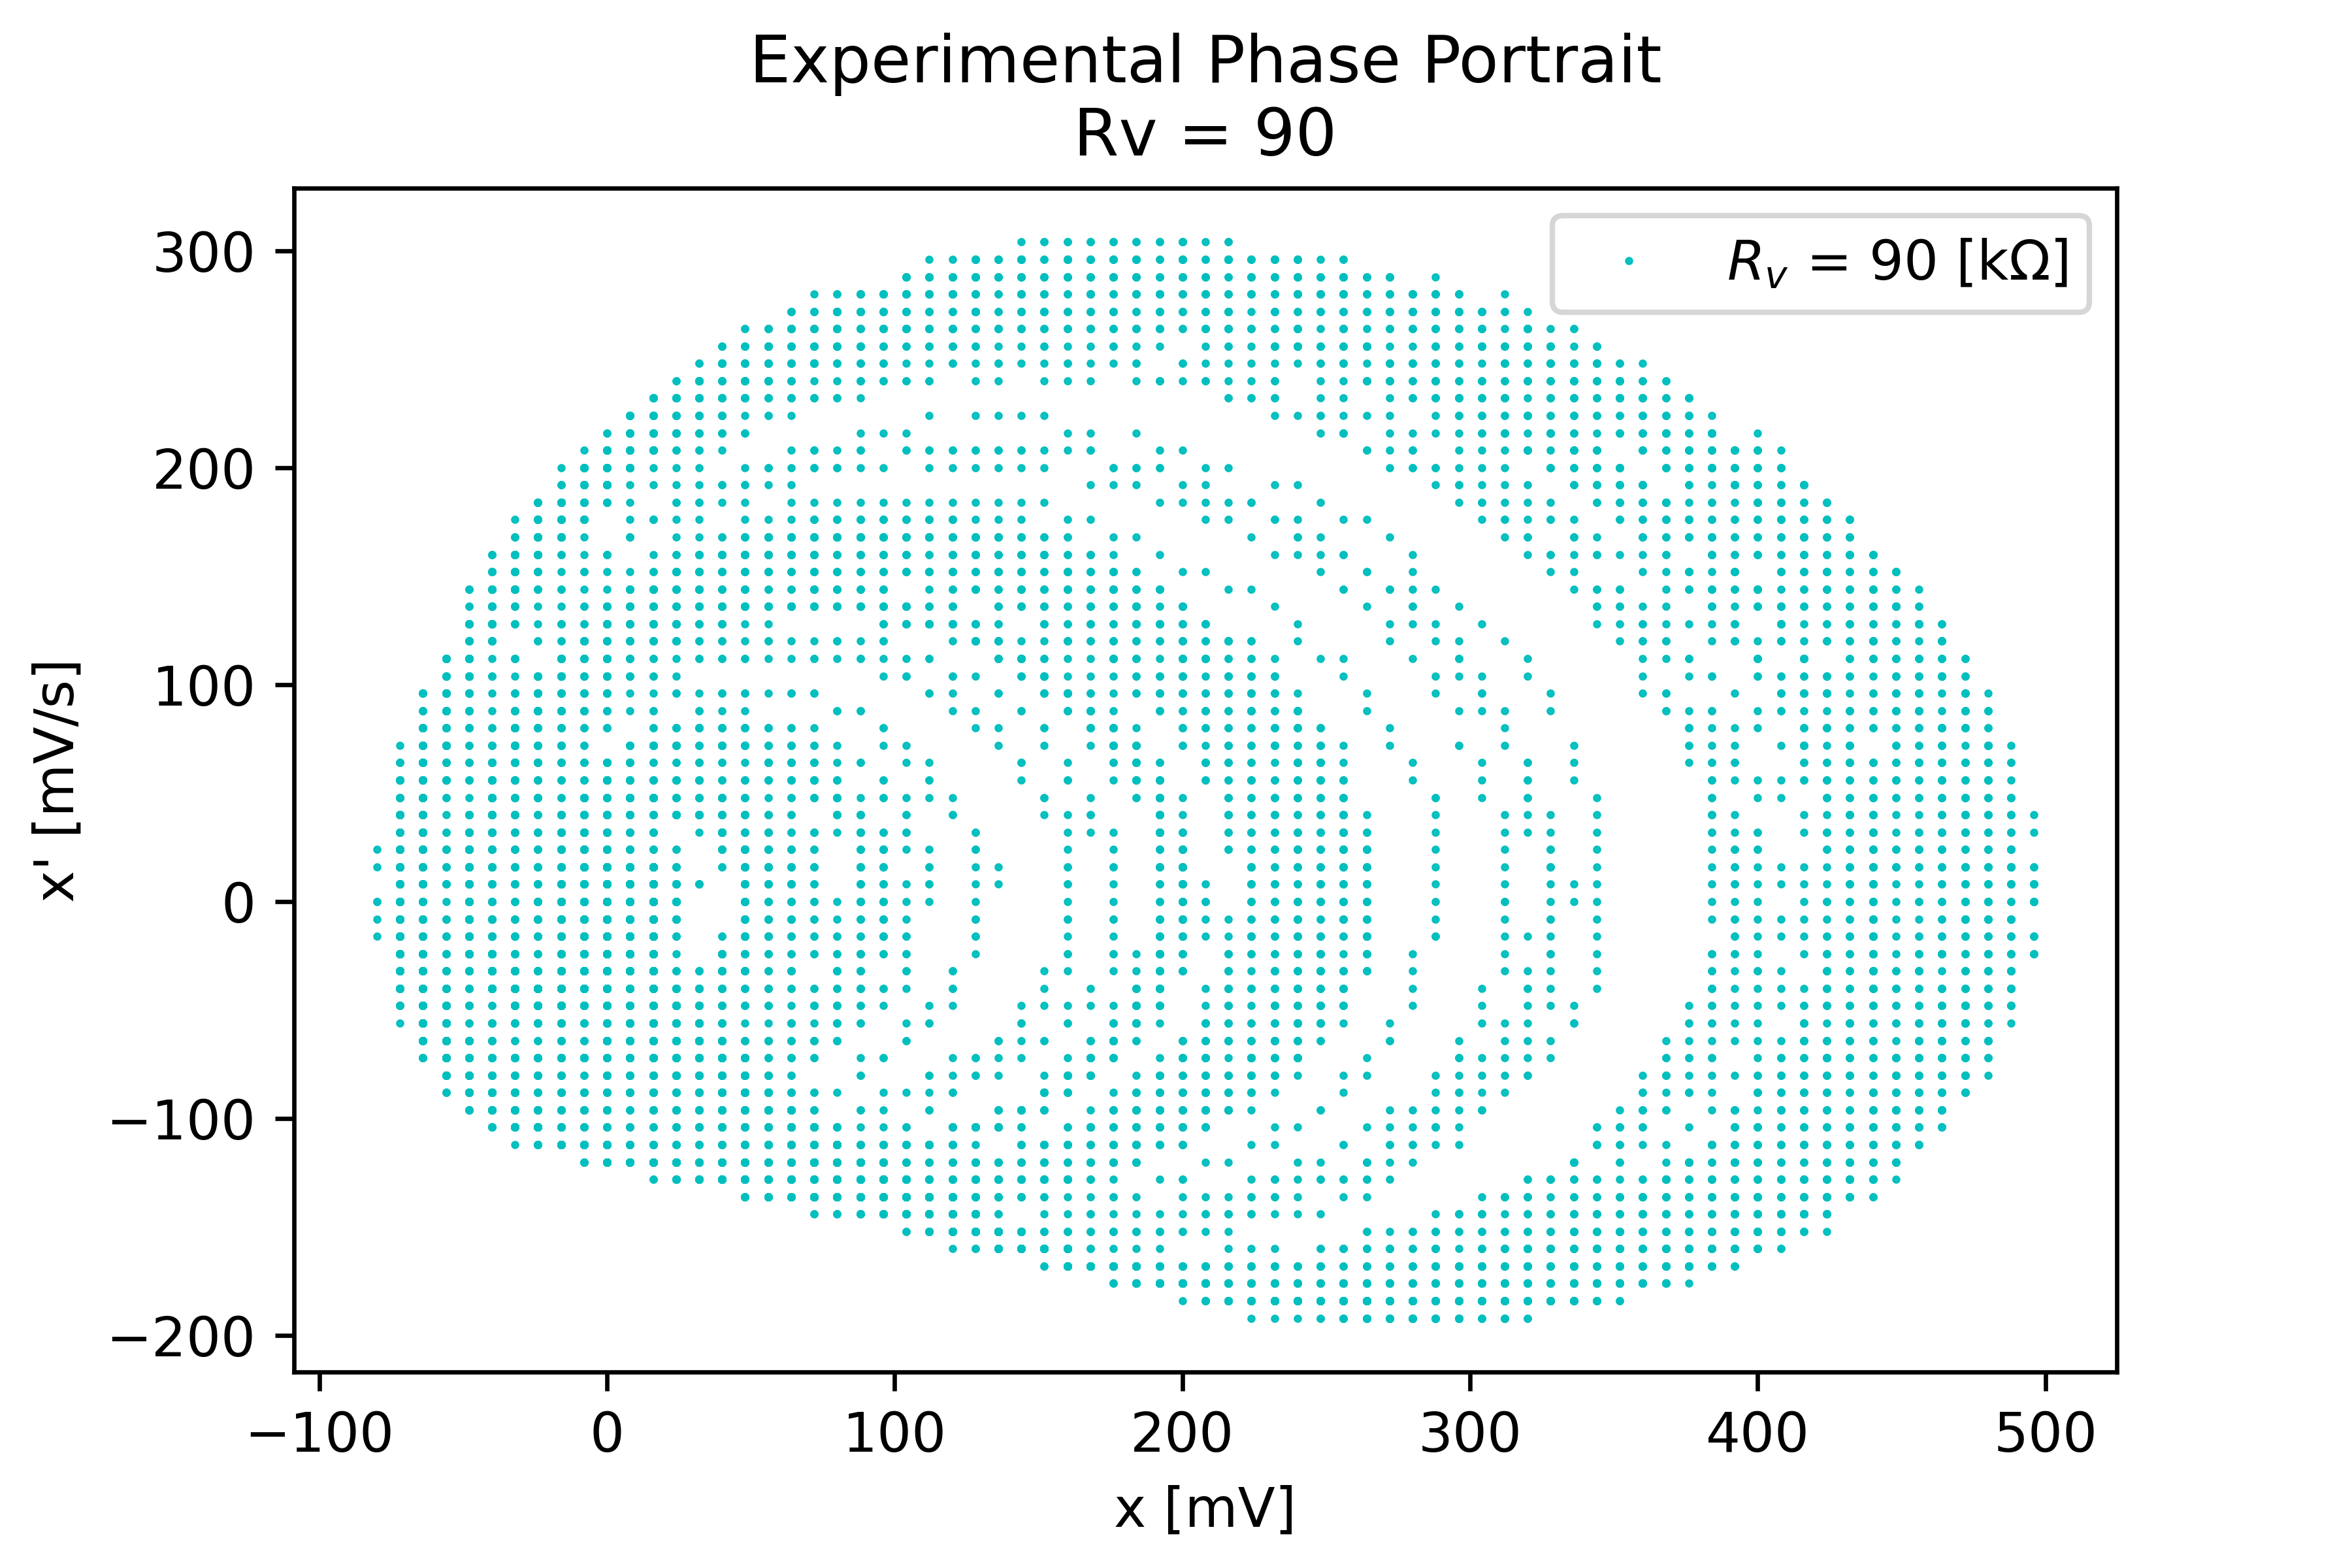 Experimental Phase Portrait
Rv = 90
R_v = 90 [kΩ]
x' [mV/s]
300
200
100
0
−100
−200
−100 0 100 200 300 400 500
x [mV]